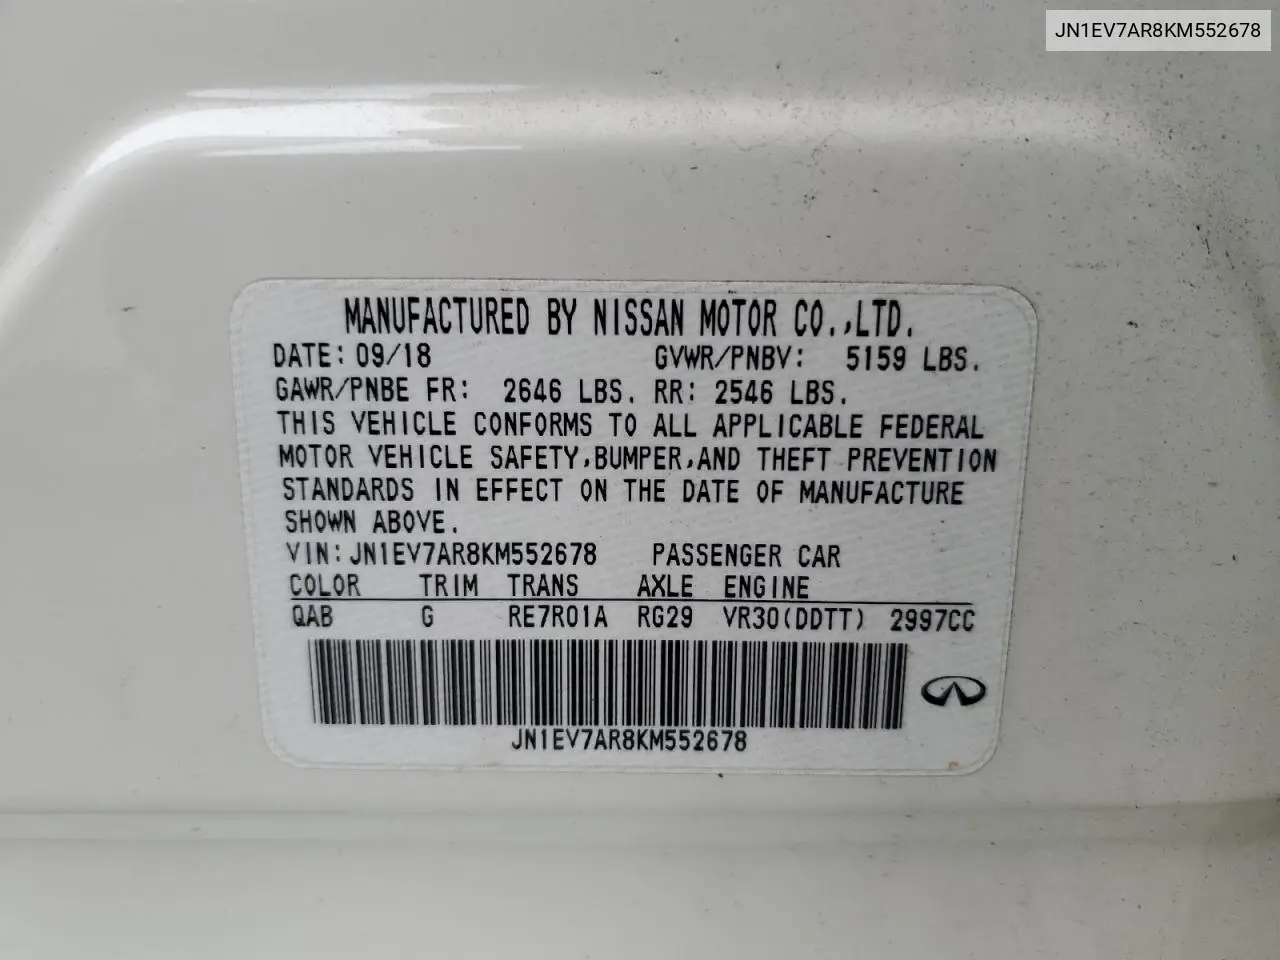 JN1EV7AR8KM552678
MANUFACTURED BY NISSAN MOTOR CO.,LTD.
DATE: 09/18 GVWR/PNBV: 5159 LBS.
GAWR/PNBE FR: 2646 LBS. RR: 2546 LBS.
THIS VEHICLE CONFORMS TO ALL APPLICABLE FEDERAL
MOTOR VEHICLE SAFETY,BUMPER,AND THEFT PREVENTION
STANDARDS IN EFFECT ON THE DATE OF MANUFACTURE
SHOWN ABOVE.
VIN: JN1EV7AR8KM552678 PASSENGER CAR
COLOR TRIM TRANS AXLE ENGINE
QAB G RE7R01A RG29 VR30(DDTT) 2997CC
JN1EV7AR8KM552678